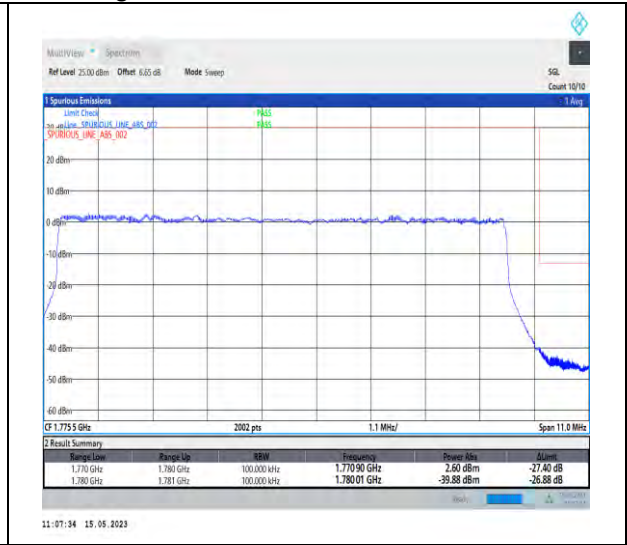 MultiView Spectrum
Ref Level 25.00 dBm Offset 6.65 dB Mode Sweep SGL
Count 10/10
1 Spurious Emissions 1 Avg
Limit Check PASS
Line _SPURIOUS_LINE_ABS_002 PASS
_SPURIOUS_LINE_ABS_002
20 dBm
10 dBm
0 dBm
-10 dBm
-20 dBm
-30 dBm
-40 dBm
-50 dBm
-60 dBm
CF 1.775 5 GHz 2002 pts 1.1 MHz/ Span 11.0 MHz
2 Result Summary
Range Low Range Up RBW Frequency Power Abs ΔLimit
1.770 GHz 1.780 GHz 100.000 kHz 1.770 90 GHz 2.60 dBm -27.40 dB
1.780 GHz 1.781 GHz 100.000 kHz 1.780 01 GHz -39.88 dBm -26.88 dB
11:07:34 15.05.2023